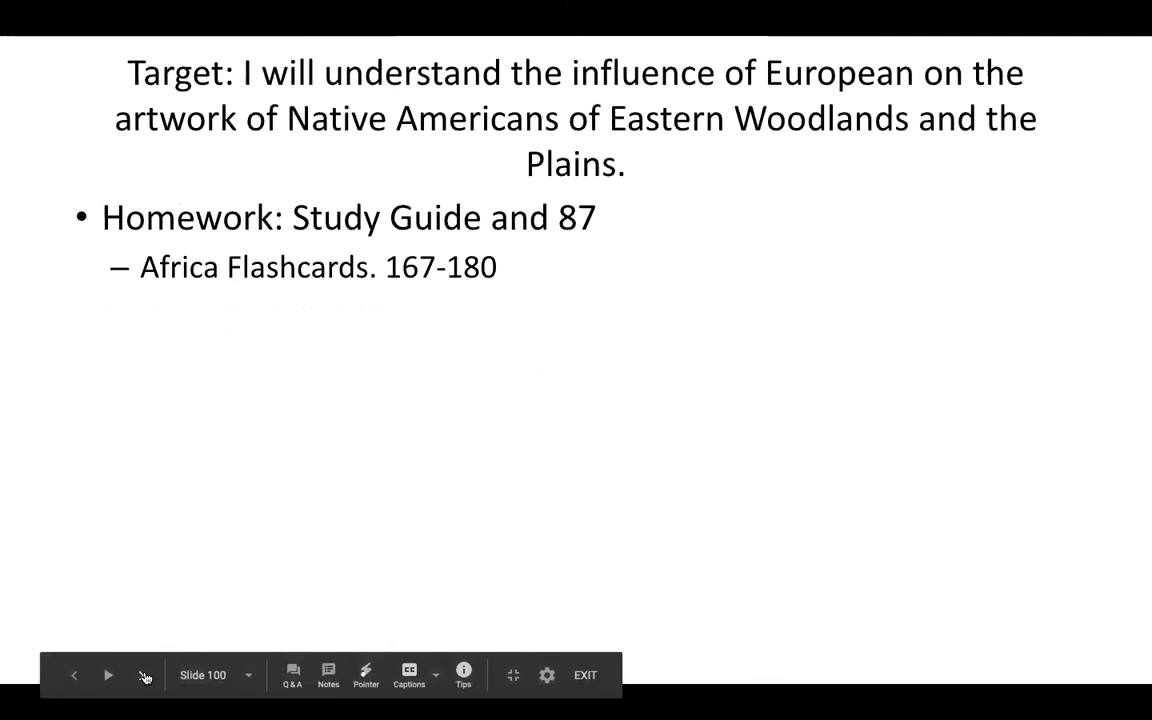 Target: I will understand the influence of European on the
artwork of Native Americans of Eastern Woodlands and the
Plains.
• Homework: Study Guide and 87
– Africa Flashcards. 167-180
Slide 100
Q & A
Notes
Pointer
CC
Captions
Tips
EXIT